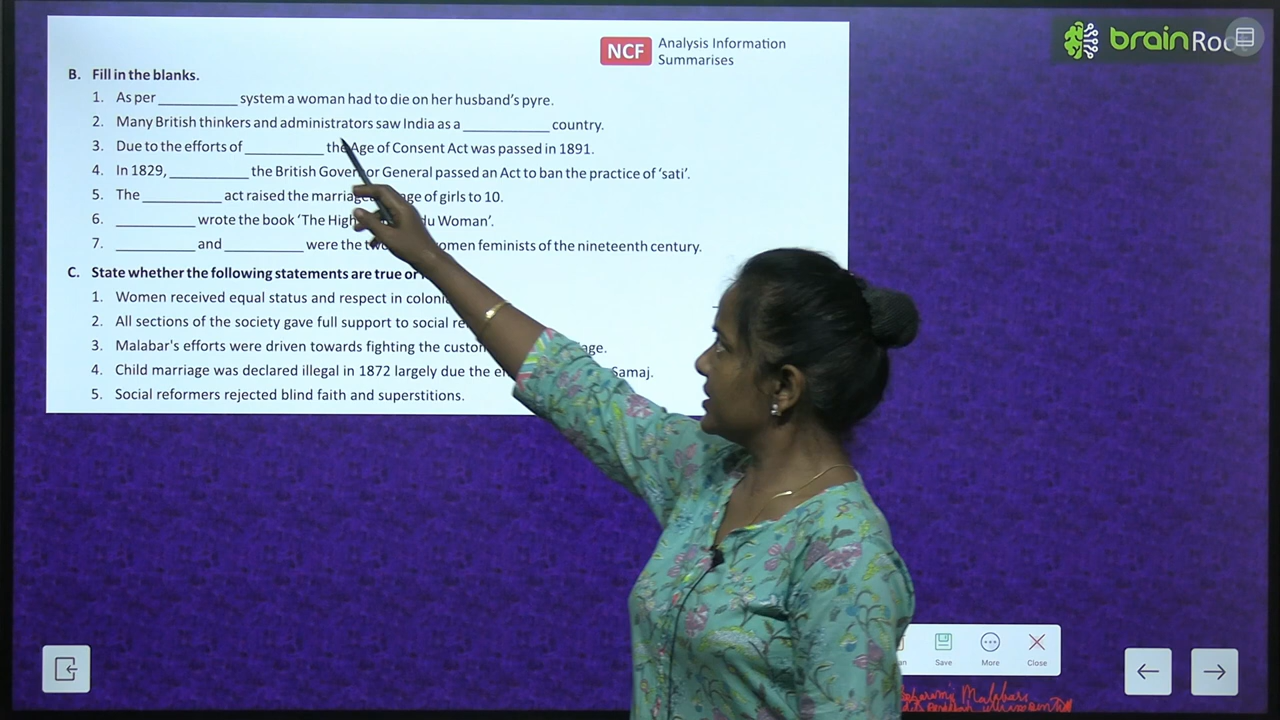 NCF Analysis Information
Summarises
brain Roo
B. Fill in the blanks.
1. As per __________ system a woman had to die on her husband's pyre.
2. Many British thinkers and administrators saw India as a ___________ country.
3. Due to the efforts of __________ the Age of Consent Act was passed in 1891.
4. In 1829, __________ the British Governor General passed an Act to ban the practice of 'sati'.
5. The __________ act raised the marriage age of girls to 10.
6. __________ wrote the book 'The High du Woman'.
7. __________ and __________ were the tw omen feminists of the nineteenth century.
C. State whether the following statements are true or
1. Women received equal status and respect in coloni
2. All sections of the society gave full support to social re
3. Malabar's efforts were driven towards fighting the custom age.
4. Child marriage was declared illegal in 1872 largely due the e Samaj.
5. Social reformers rejected blind faith and superstitions.
an Save More Close
Malabari